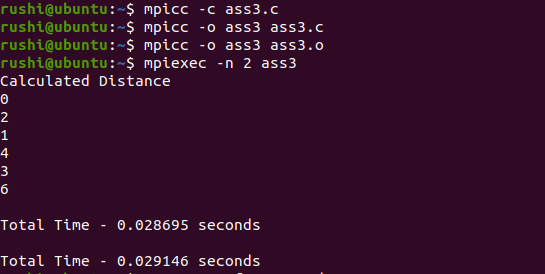 rushi@ubuntu:~$ mpicc -c ass3.c
rushi@ubuntu:~$ mpicc -o ass3 ass3.c
rushi@ubuntu:~$ mpicc -o ass3 ass3.o
rushi@ubuntu:~$ mpiexec -n 2 ass3
Calculated Distance
0
2
1
4
3
6
Total Time - 0.028695 seconds
Total Time - 0.029146 seconds